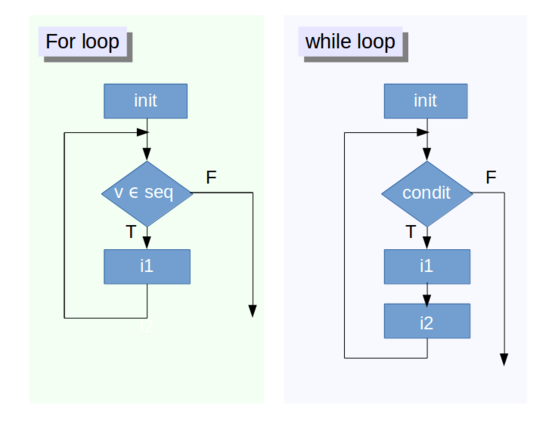 For loop
init
v ϵ seq
F
T
i1
while loop
init
condit
F
T
i1
i2